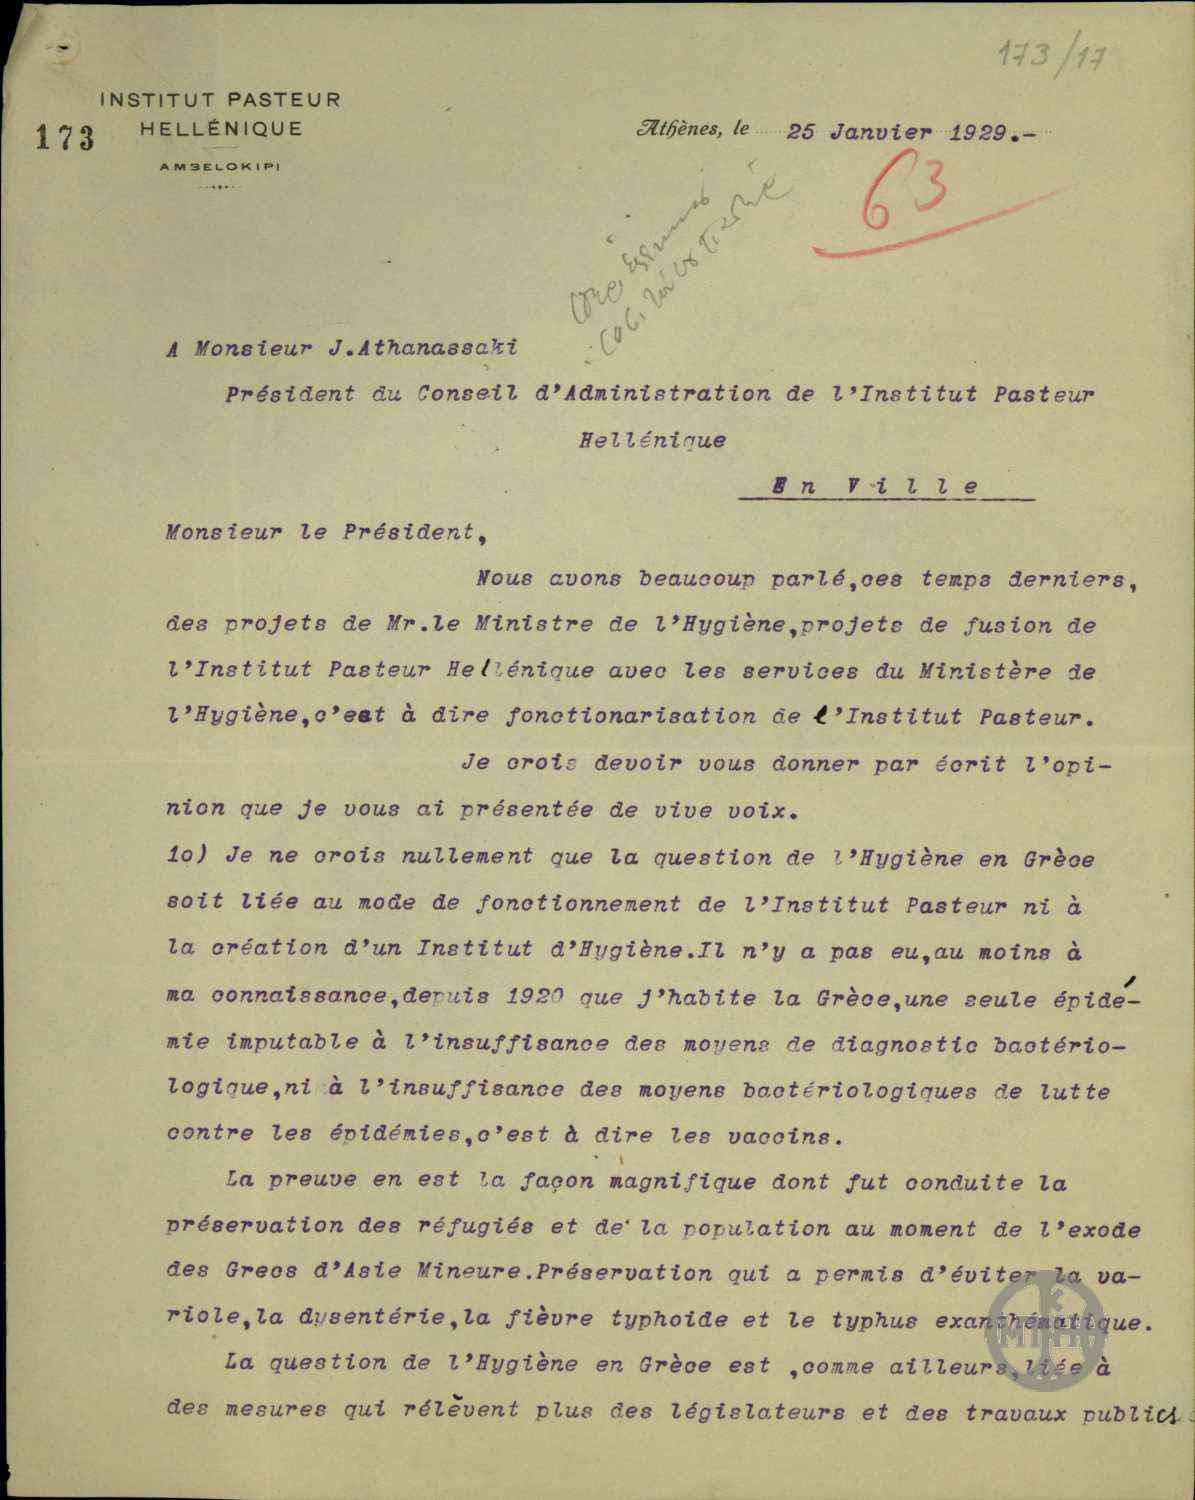 173/17
INSTITUT PASTEUR
HELLÉNIQUE
173
AMBELOKIPI
Athènes, le 25 Janvier 1929.-
63
A Monsieur J.Athanassaki
Président du Conseil d'Administration de l'Institut Pasteur
Hellénique
En Ville
Monsieur le Président,
Nous avons beaucoup parlé,ces temps derniers,
des projets de Mr.le Ministre de l'Hygiène,projets de fusion de
l'Institut Pasteur Hellénique avec les services du Ministère de
l'Hygiène,c'est à dire fonctionarisation de l'Institut Pasteur.
Je crois devoir vous donner par écrit l'opi-
nion que je vous ai présentée de vive voix.
1o) Je ne crois nullement que la question de l'Hygiène en Grèce
soit liée au mode de fonctionnement de l'Institut Pasteur ni à
la création d'un Institut d'Hygiène.Il n'y a pas eu,au moins à
ma connaissance,depuis 1920 que j'habite la Grèce,une seule épidé-
mie imputable à l'insuffisance des moyens de diagnostic bactério-
logique,ni à l'insuffisance des moyens bactériologiques de lutte
contre les épidémies,c'est à dire les vaccins.
La preuve en est la façon magnifique dont fut conduite la
préservation des réfugiés et de la population au moment de l'exode
des Grecs d'Asie Mineure.Préservation qui a permis d'éviter la va-
riole,la dysentérie,la fièvre typhoide et le typhus exanthématique.
La question de l'Hygiène en Grèce est ,comme ailleurs,liée à
des mesures qui rélèvent plus des législateurs et des travaux publics